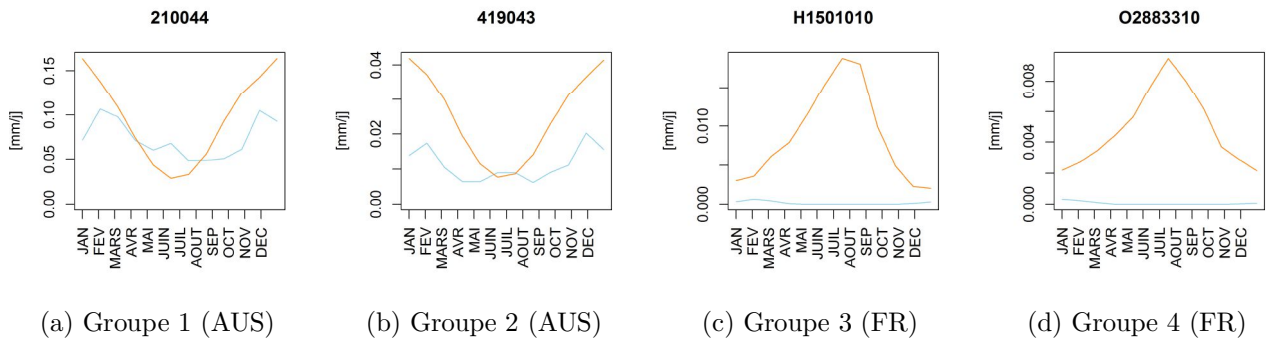 210044
[mm/j]
0.00 0.05 0.10 0.15
JAN FEV MARS AVR MAI JUIN JUIL AOUT SEP OCT NOV DEC
(a) Groupe 1 (AUS)
419043
[mm/j]
0.00 0.02 0.04
JAN FEV MARS AVR MAI JUIN JUIL AOUT SEP OCT NOV DEC
(b) Groupe 2 (AUS)
H1501010
[mm/j]
0.000 0.010
JAN FEV MARS AVR MAI JUIN JUIL AOUT SEP OCT NOV DEC
(c) Groupe 3 (FR)
O2883310
[mm/j]
0.000 0.004 0.008
JAN FEV MARS AVR MAI JUIN JUIL AOUT SEP OCT NOV DEC
(d) Groupe 4 (FR)